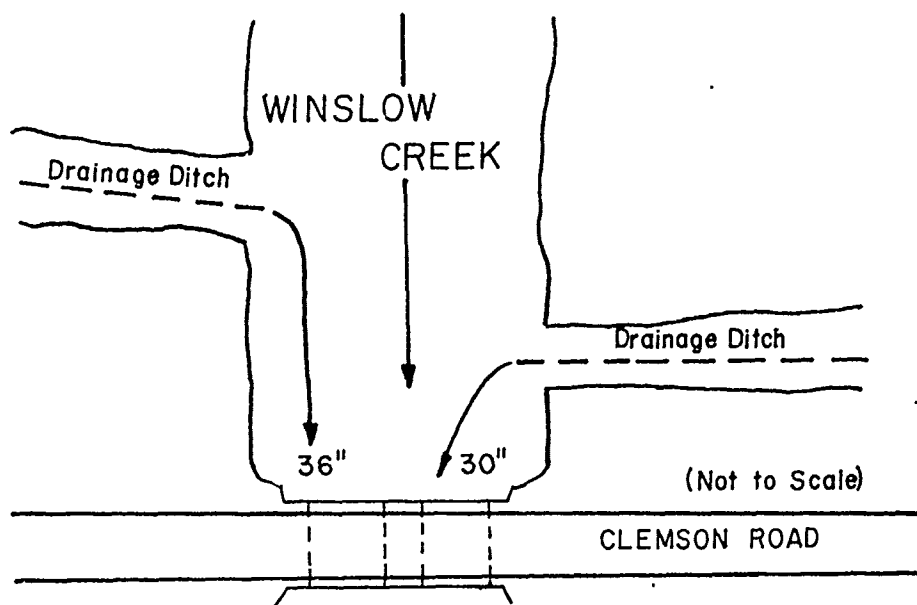 WINSLOW
CREEK
Drainage Ditch
Drainage Ditch
36"
30"
(Not to Scale)
CLEMSON ROAD